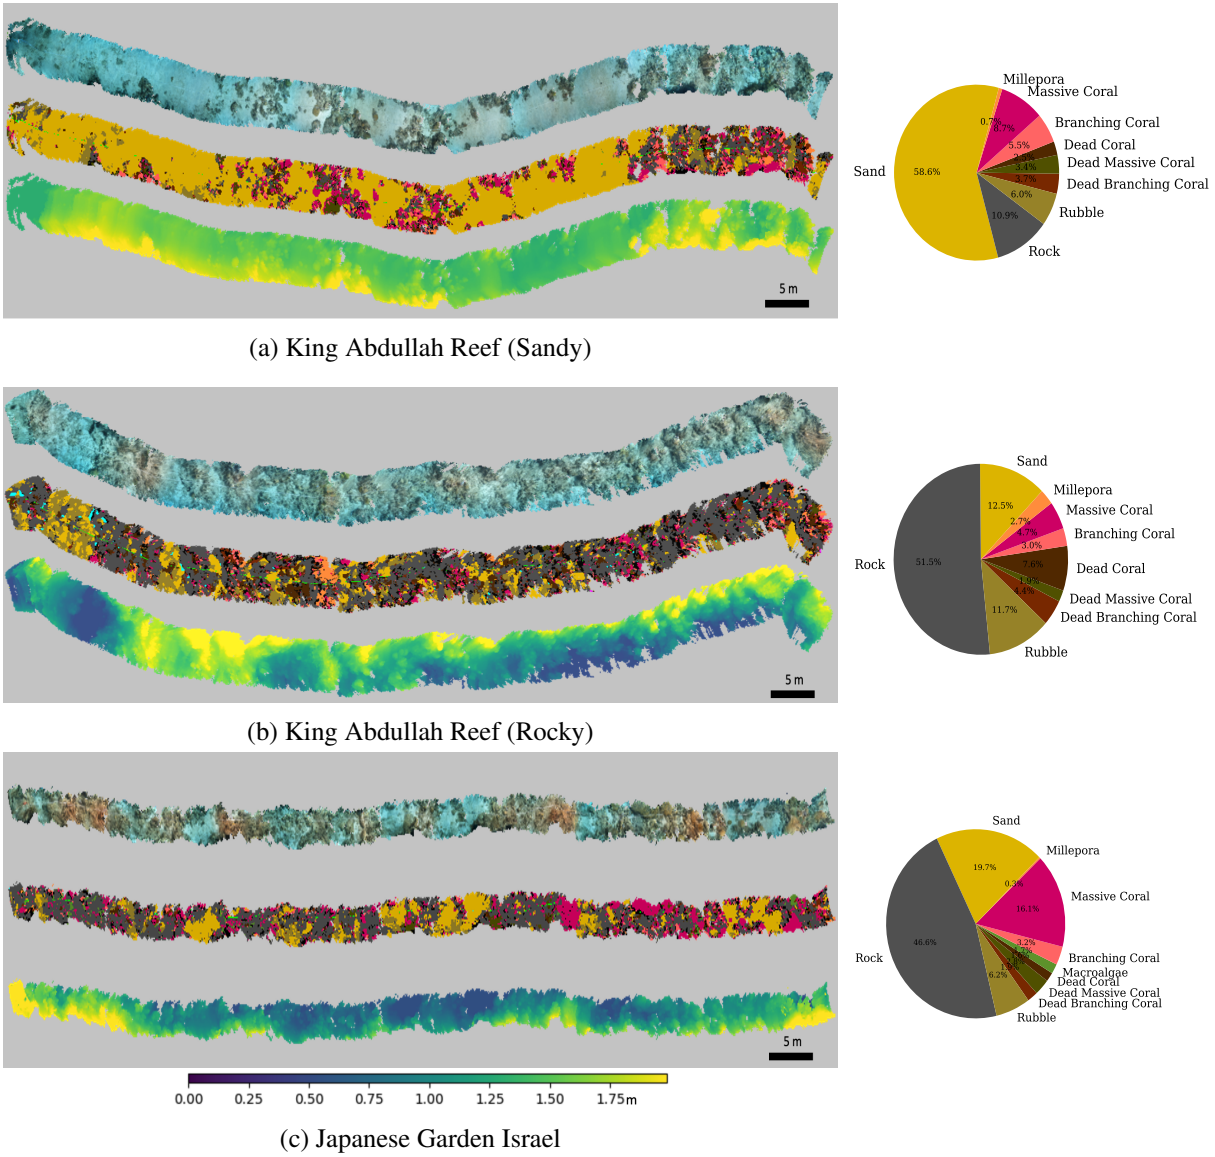 Millepora
Massive Coral
0.7%
8.7%
Branching Coral
5.5%
Dead Coral
Dead Massive Coral
3.4%
Sand
58.6%
3.7%
Dead Branching Coral
6.0%
Rubble
10.9%
Rock
5 m
(a) King Abdullah Reef (Sandy)
Sand
Millepora
12.5%
Massive Coral
2.7%
4.7%
Branching Coral
3.0%
Rock
51.5%
7.6%
Dead Coral
1.9%
4.4%
Dead Massive Coral
11.7%
Dead Branching Coral
Rubble
5 m
(b) King Abdullah Reef (Rocky)
Sand
Millepora
19.7%
0.3%
Massive Coral
16.1%
46.6%
3.2%
Rock
Branching Coral
Macroalgae
6.2%
Dead Coral
Dead Massive Coral
Dead Branching Coral
Rubble
5 m
0.00 0.25 0.50 0.75 1.00 1.25 1.50 1.75m
(c) Japanese Garden Israel